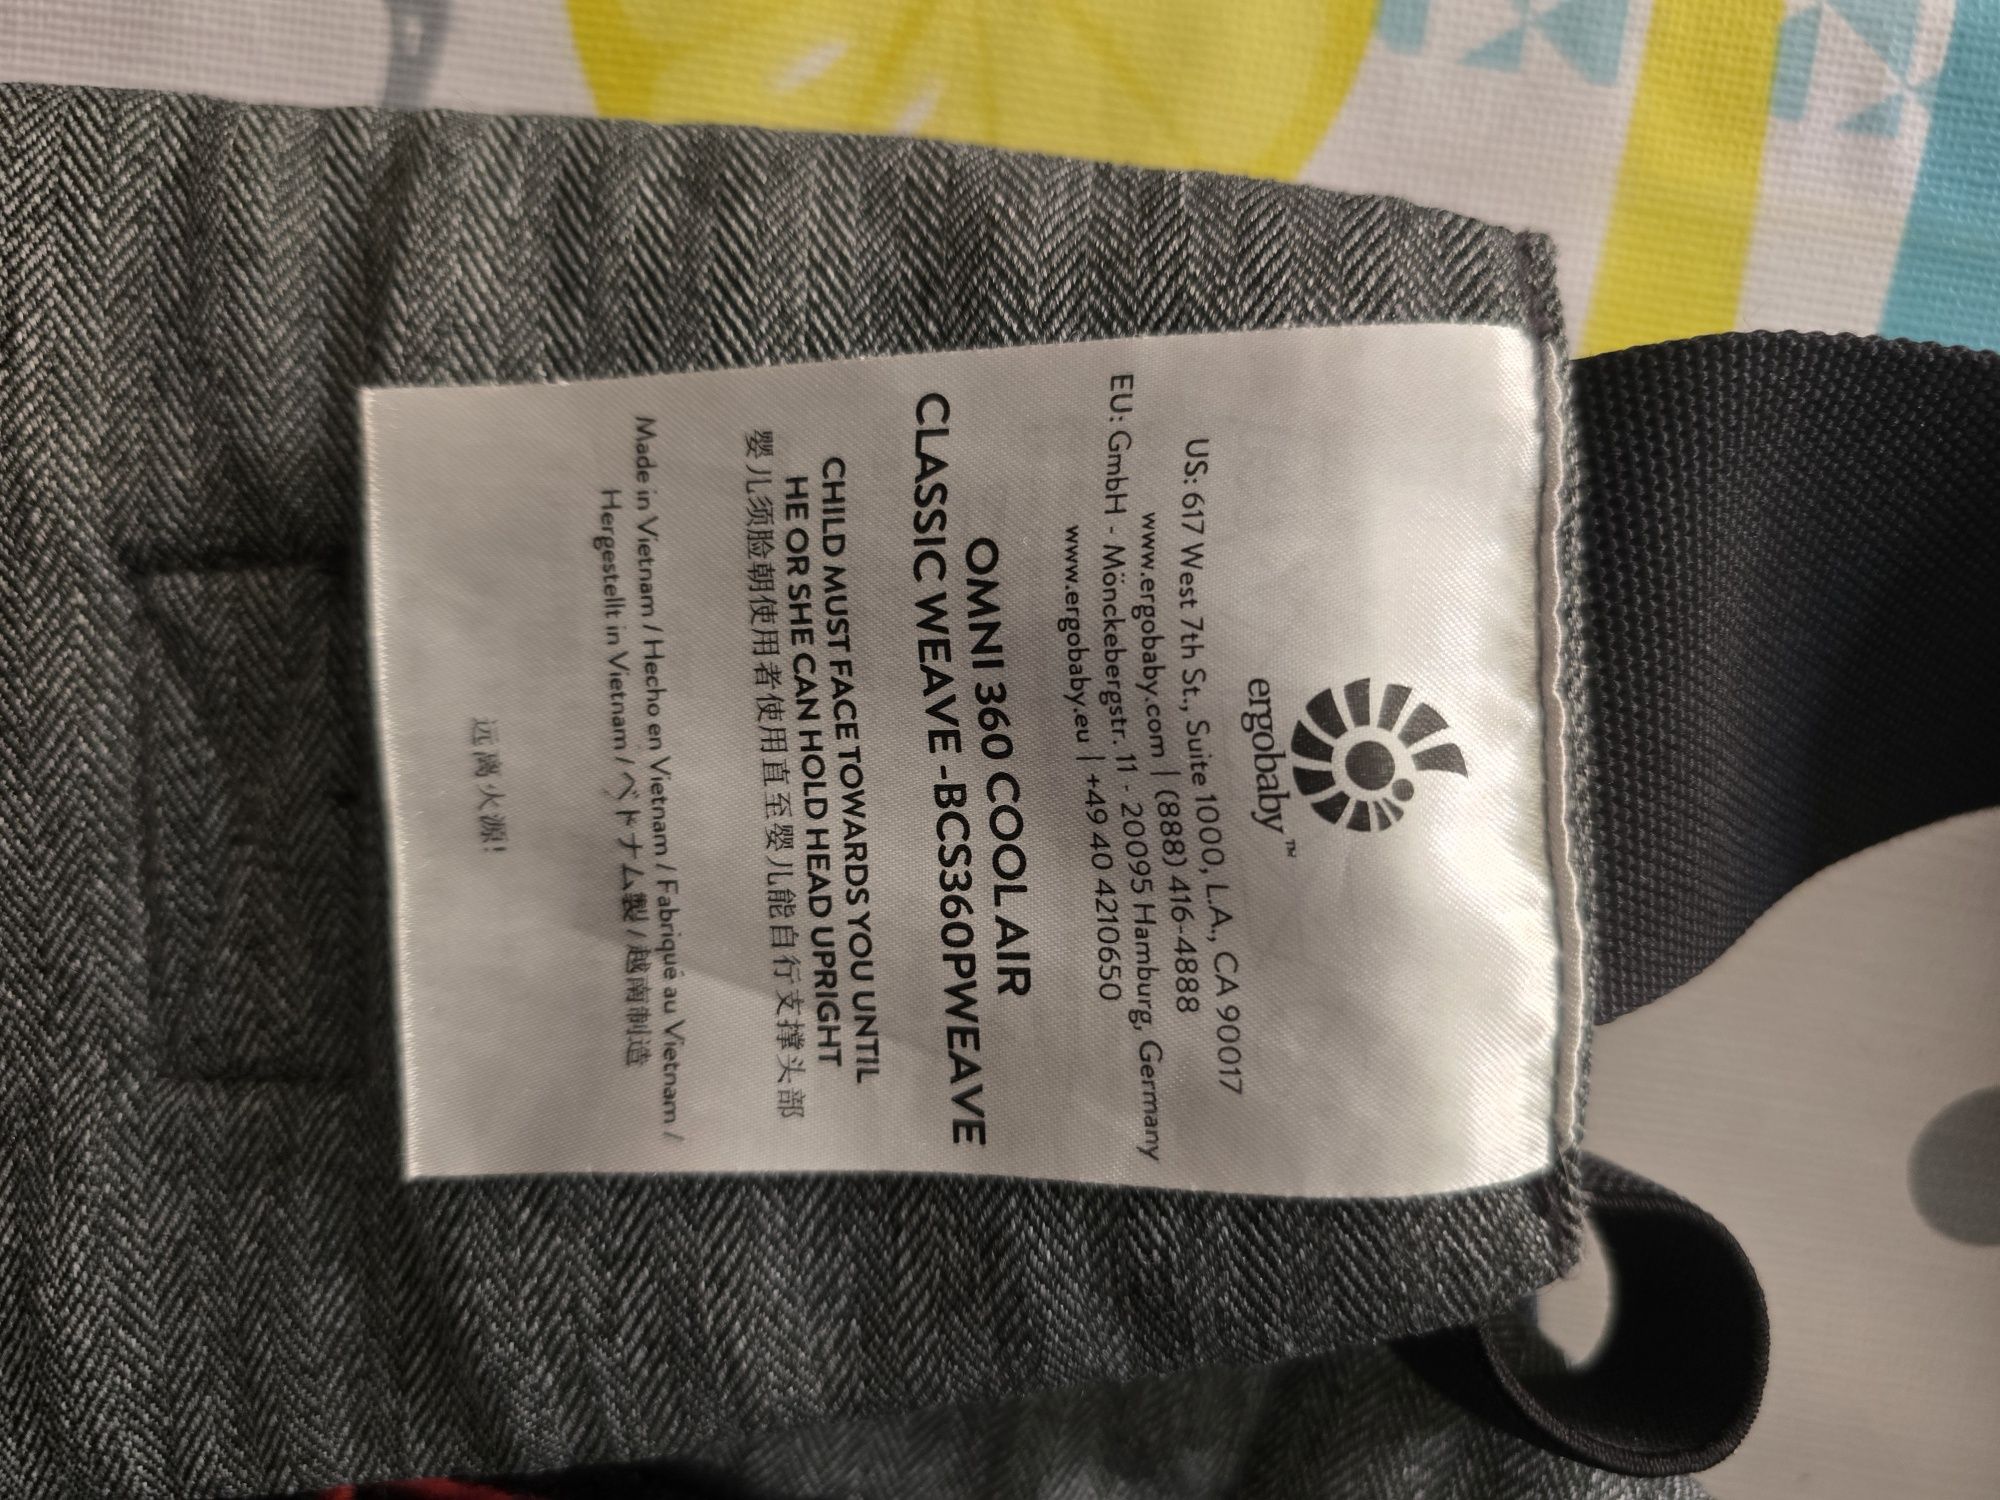 ergobaby™
US: 617 West 7th St., Suite 1000, L.A., CA 90017
www.ergobaby.com | (888) 416-4888
EU: GmbH - Mönckebergstr. 11 - 20095 Hamburg, Germany
www.ergobaby.eu | +49 40 4210650
OMNI 360 COOL AIR
CLASSIC WEAVE -BCS360PWEAVE
CHILD MUST FACE TOWARDS YOU UNTIL
HE OR SHE CAN HOLD HEAD UPRIGHT
婴儿须脸朝使用者使用直至婴儿能自行支撑头部
Made in Vietnam / Hecho en Vietnam / Fabriqué au Vietnam /
Hergestellt in Vietnam / ベトナム製 / 越南制造
远离火源!